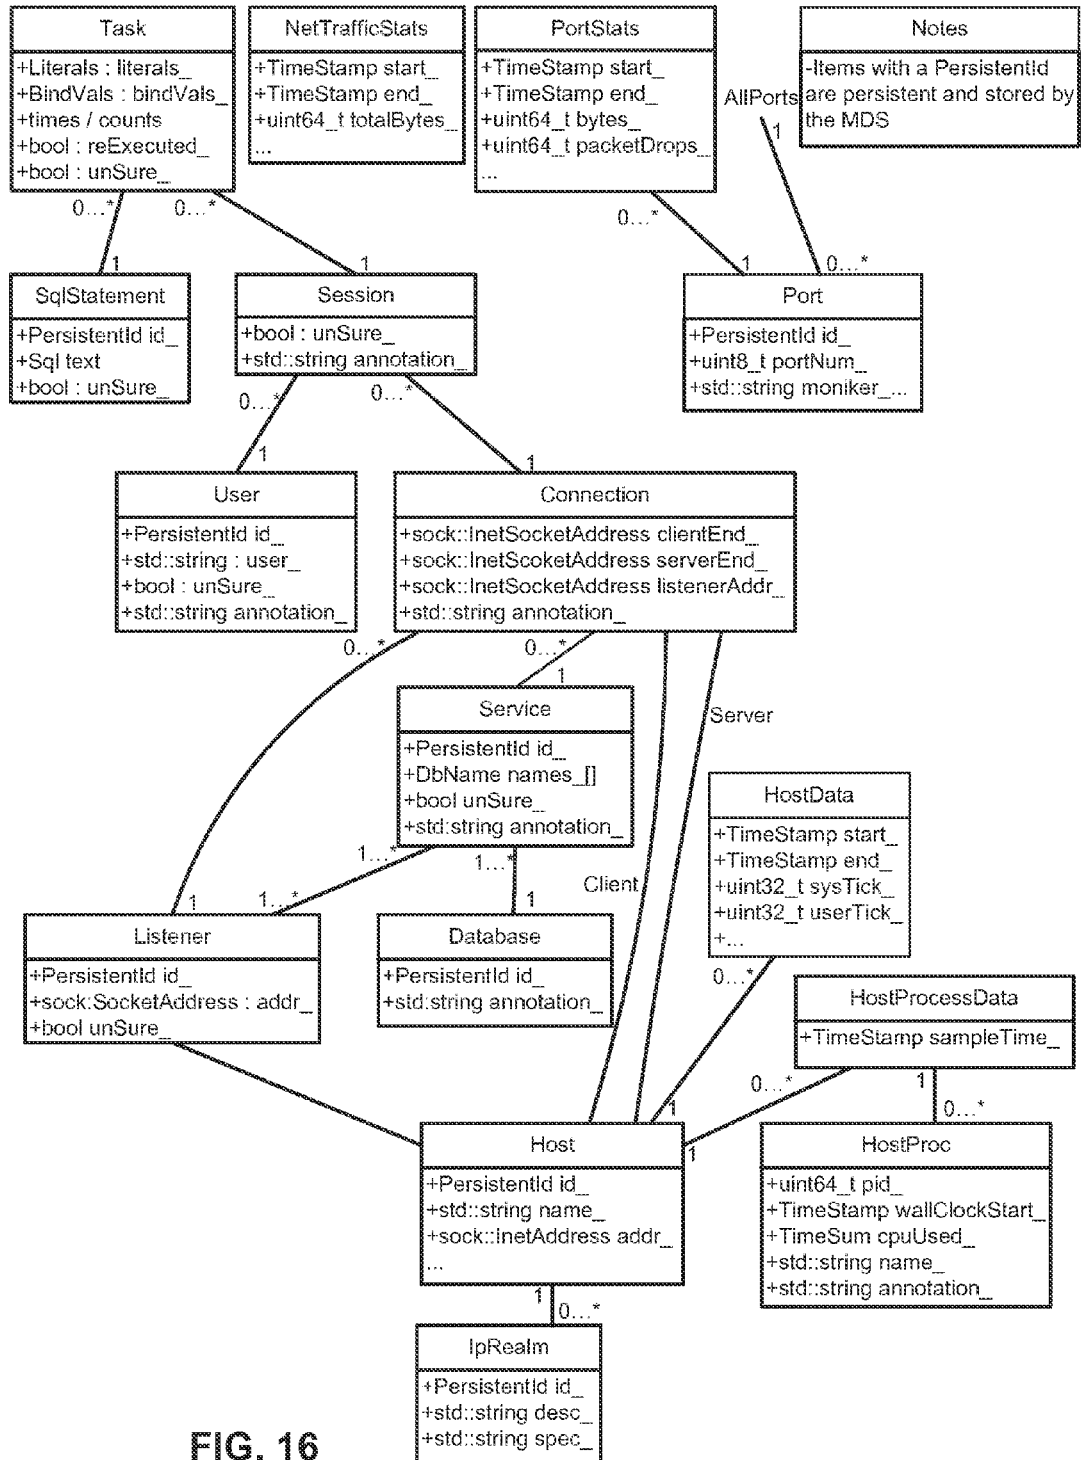 Task
+Literals : literals_
+BindVals : bindVals_
+times / counts
+bool : reExecuted_
+bool : unSure_
NetTrafficStats
+TimeStamp start_
+TimeStamp end_
+uint64_t totalBytes_
...
PortStats
+TimeStamp start_
+TimeStamp end_
+uint64_t bytes_
+uint64_t packetDrops_
...
AllPorts
1
Notes
-Items with a PersistentId
are persistent and stored by
the MDS
0...*
0...*
0...*
1
1
1
0...*
SqlStatement
+PersistentId id_
+Sql text
+bool : unSure_
Session
+bool : unSure_
+std::string annotation_
Port
+PersistentId id_
+uint8_t portNum_
+std::string moniker_...
0...*
0...*
1
1
User
+PersistentId id_
+std::string : user_
+bool : unSure_
+std::string annotation_
Connection
+sock::InetSocketAddress clientEnd_
+sock::InetScoketAddress serverEnd_
+sock::InetSocketAddress listenerAddr_
+std::string annotation_
0...*
0...*
1
Service
+PersistentId id_
+DbName names_[]
+bool unSure_
+std:string annotation_
Server
Client
HostData
+TimeStamp start_
+TimeStamp end_
+uint32_t sysTick_
+uint32_t userTick_
+...
1...*
1...*
1
1...*
1
Listener
+PersistentId id_
+sock:SocketAddress : addr_
+bool unSure_
Database
+PersistentId id_
+std:string annotation_
0...*
HostProcessData
+TimeStamp sampleTime_
0...*
1
1
0...*
1
Host
+PersistentId id_
+std::string name_
+sock::InetAddress addr_
...
HostProc
+uint64_t pid_
+TimeStamp wallClockStart_
+TimeSum cpuUsed_
+std::string name_
+std::string annotation_
1
0...*
IpRealm
+PersistentId id_
+std::string desc_
+std::string spec_
FIG. 16